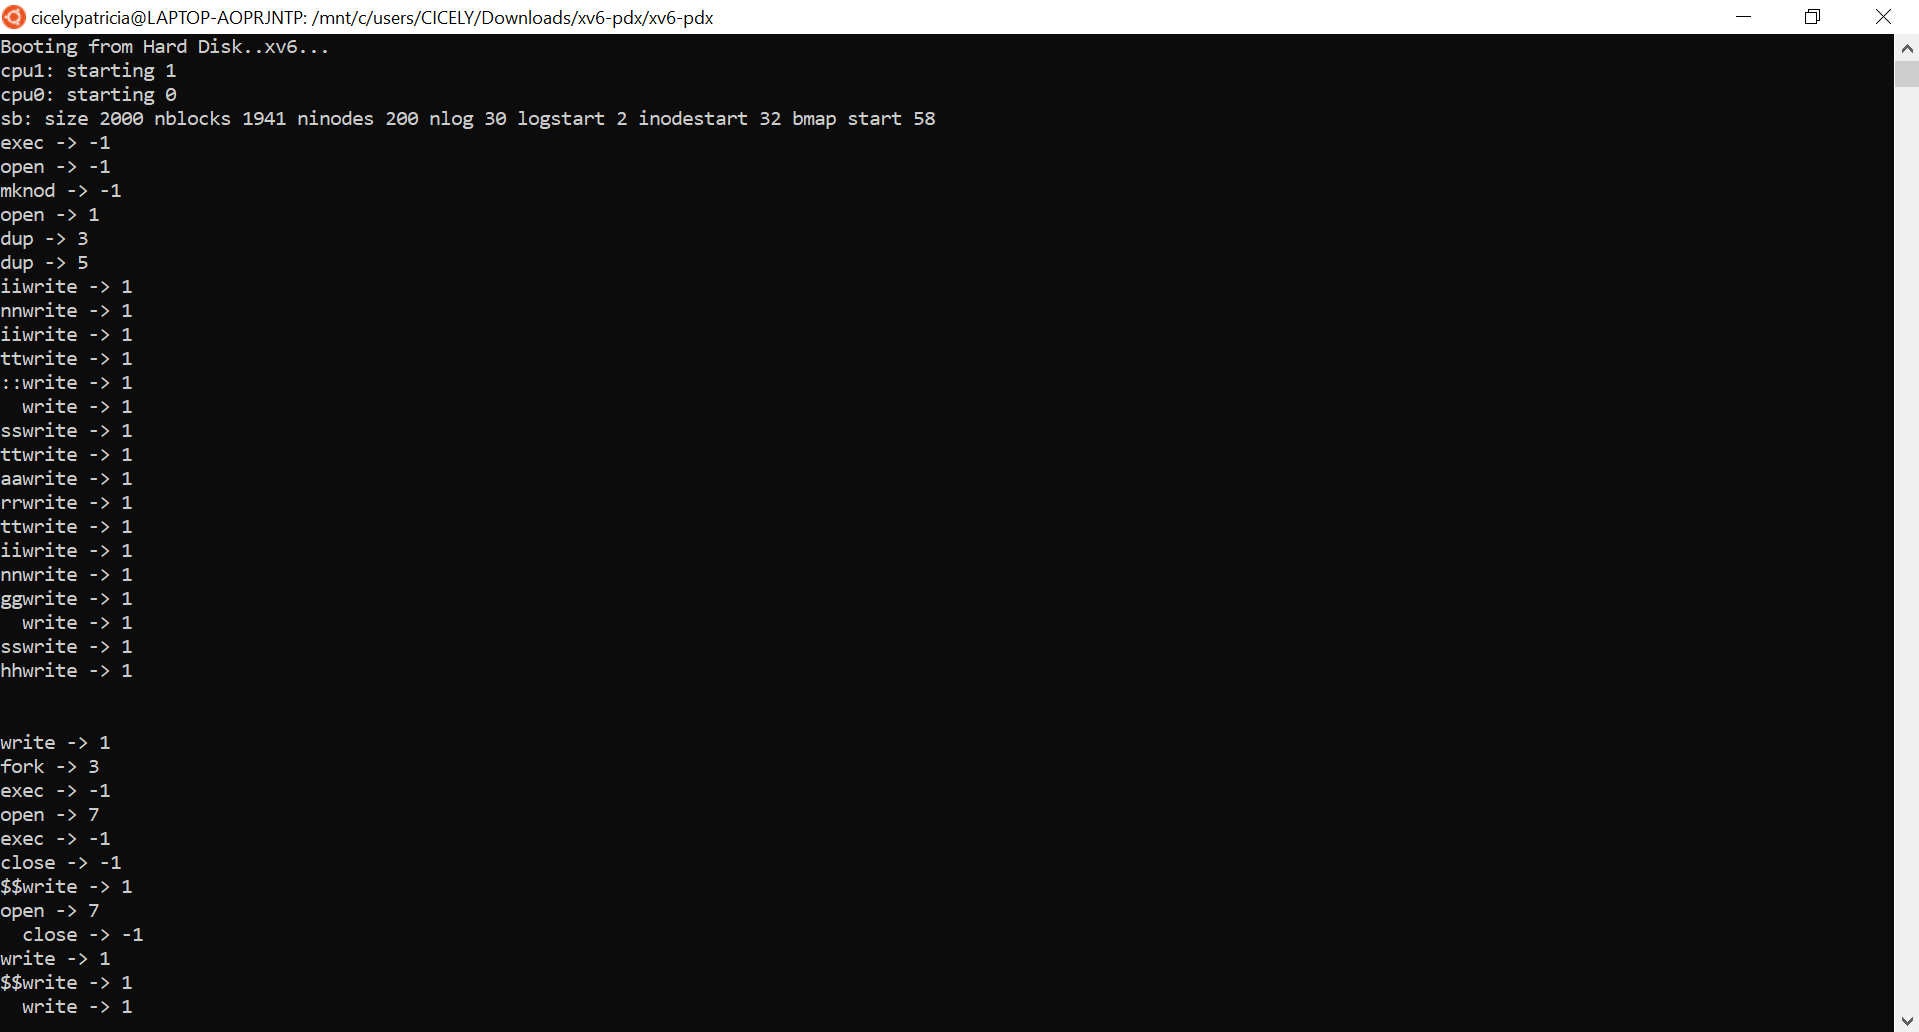 cicelypatricia@LAPTOP-AOPRJNTP: /mnt/c/users/CICELY/Downloads/xv6-pdx/xv6-pdx
Booting from Hard Disk..xv6...
cpu1: starting 1
cpu0: starting 0
sb: size 2000 nblocks 1941 ninodes 200 nlog 30 logstart 2 inodestart 32 bmap start 58
exec -> -1
open -> -1
mknod -> -1
open -> 1
dup -> 3
dup -> 5
iiwrite -> 1
nnwrite -> 1
iiwrite -> 1
ttwrite -> 1
::write -> 1
  write -> 1
sswrite -> 1
ttwrite -> 1
aawrite -> 1
rrwrite -> 1
ttwrite -> 1
iiwrite -> 1
nnwrite -> 1
ggwrite -> 1
  write -> 1
sswrite -> 1
hhwrite -> 1
write -> 1
fork -> 3
exec -> -1
open -> 7
exec -> -1
close -> -1
$$write -> 1
open -> 7
  close -> -1
write -> 1
$$write -> 1
  write -> 1